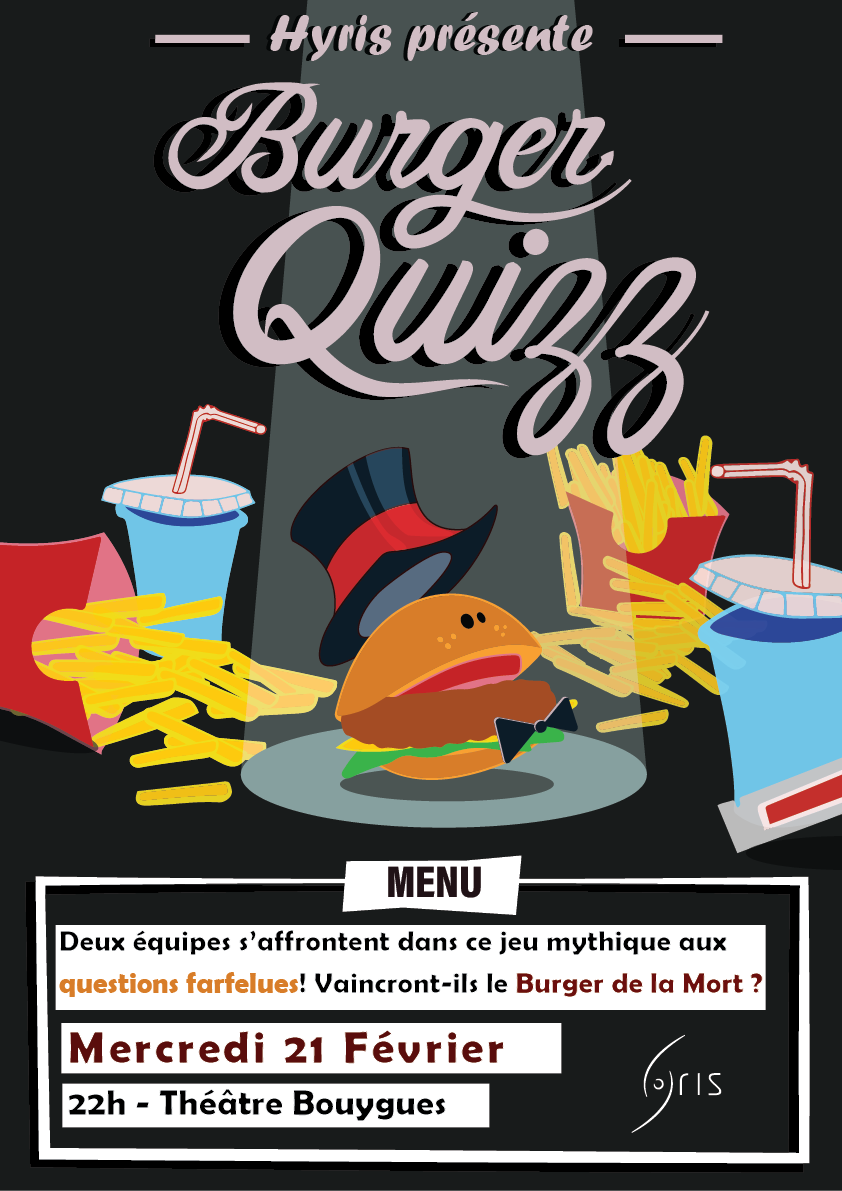 Hyris présente
Burger
Quizz
MENU
Deux équipes s'affrontent dans ce jeu mythique aux
questions farfelues! Vaincront-ils le Burger de la Mort ?
Mercredi 21 Février
22h - Théâtre Bouygues